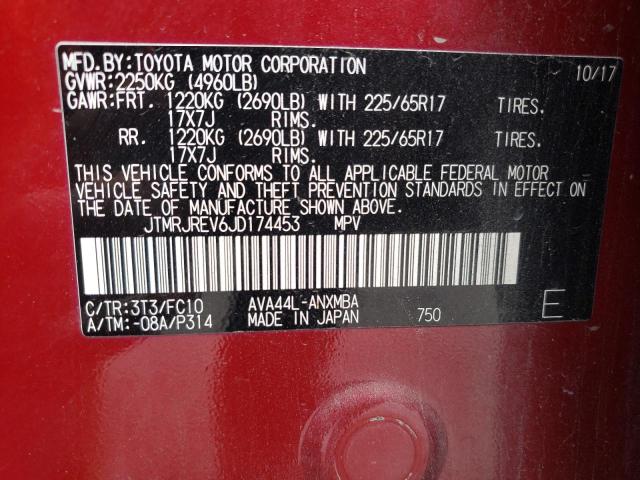 MFD.BY:TOYOTA MOTOR CORPORATION 10/17
GVWR:2250KG (4960LB)
GAWR:FRT. 1220KG (2690LB) WITH 225/65R17 TIRES.
17X7J RIMS.
RR. 1220KG (2690LB) WITH 225/65R17 TIRES.
17X7J RIMS.
THIS VEHICLE CONFORMS TO ALL APPLICABLE FEDERAL MOTOR
VEHICLE SAFETY AND THEFT PREVENTION STANDARDS IN EFFECT ON
THE DATE OF MANUFACTURE SHOWN ABOVE.
JTMRJREV6JD174453 MPV
C/TR:3T3/FC10 AVA44L-ANXMBA
A/TM:-08A/P314 MADE IN JAPAN 750 E